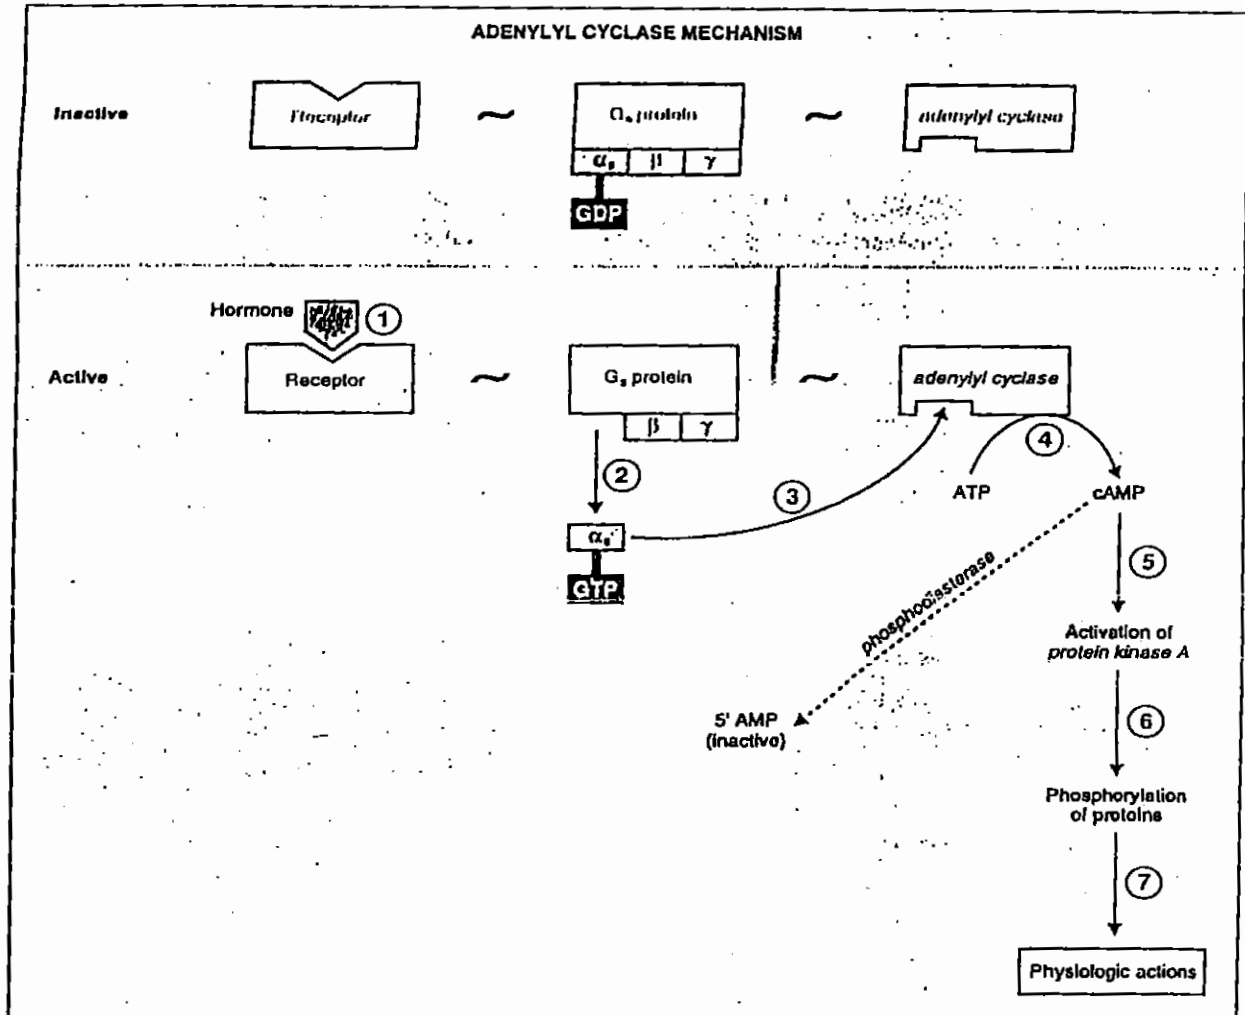 ADENYLYL CYCLASE MECHANISM
Inactive
Receptor
~
Gₛ protein
~
adenylyl cyclase
αₛ β γ
GDP
Hormone
1
Active
Receptor
~
Gₛ protein
~
adenylyl cyclase
β γ
2
3
4
ATP
cAMP
αₛ
GTP
phosphodiesterase
5
Activation of
protein kinase A
5' AMP
(inactive)
6
Phosphorylation
of proteins
7
Physiologic actions